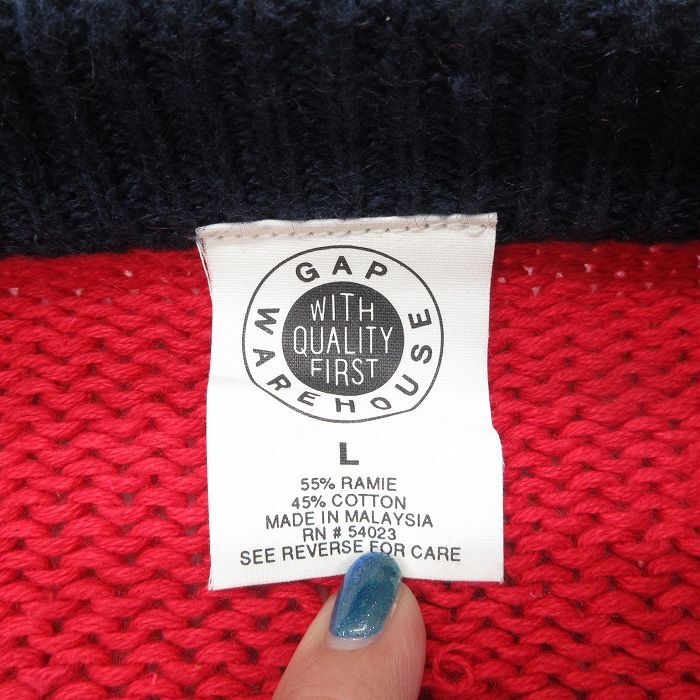 GAP
WITH
QUALITY
FIRST
WAREHOUSE
L
55% RAMIE
45% COTTON
MADE IN MALAYSIA
RN # 54023
SEE REVERSE FOR CARE